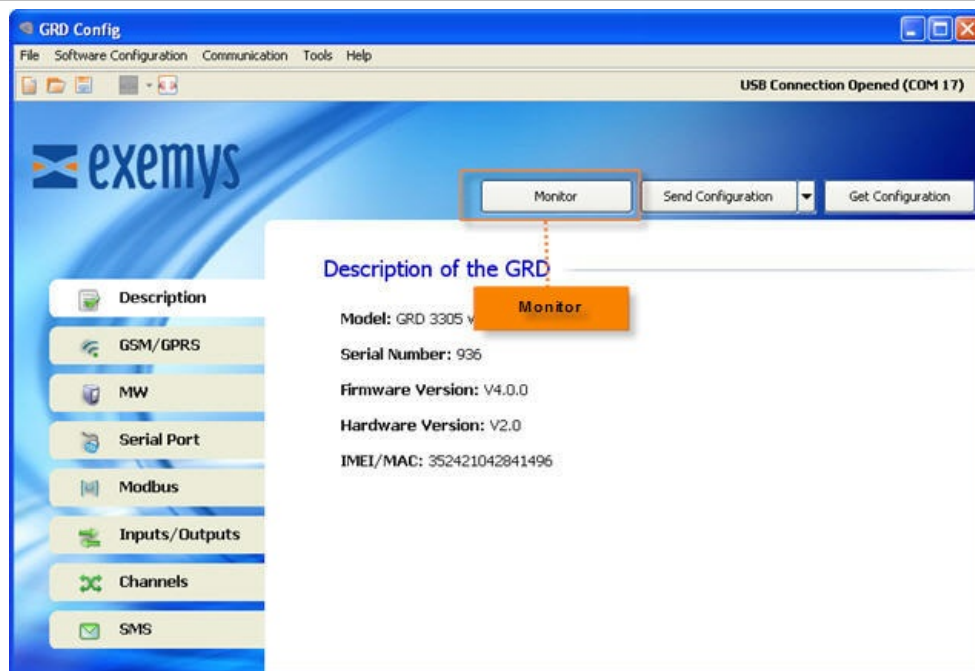 GRD Config
File Software Configuration Communication Tools Help
USB Connection Opened (COM 17)
exemys
Monitor Send Configuration Get Configuration
Description of the GRD
Monitor
Description
GSM/GPRS
MW
Serial Port
Modbus
Inputs/Outputs
Channels
SMS
Model: GRD 3305 v
Serial Number: 936
Firmware Version: V4.0.0
Hardware Version: V2.0
IMEI/MAC: 352421042841496